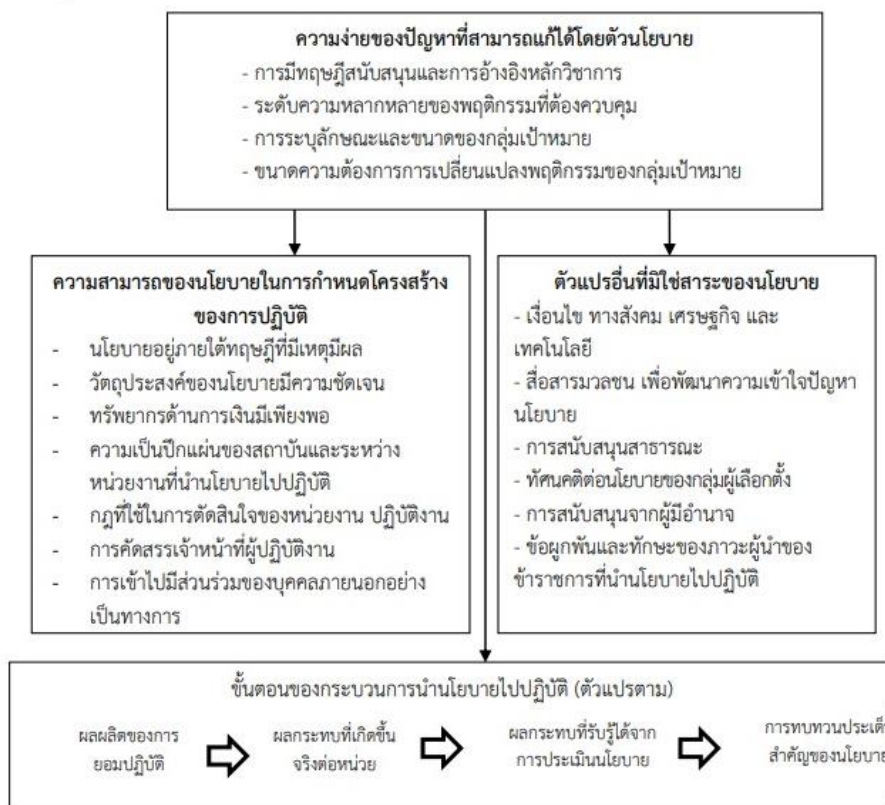 ความง่ายของปัญหาที่สามารถแก้ได้โดยตัวนโยบาย
- การมีทฤษฎีสนับสนุนและการอ้างอิงหลักวิชาการ
- ระดับความหลากหลายของพฤติกรรมที่ต้องควบคุม
- การระบุลักษณะและขนาดของกลุ่มเป้าหมาย
- ขนาดความต้องการการเปลี่ยนแปลงพฤติกรรมของกลุ่มเป้าหมาย
ความสามารถของนโยบายในการกำหนดโครงสร้าง
ของการปฏิบัติ
- นโยบายอยู่ภายใต้ทฤษฎีที่มีเหตุมีผล
- วัตถุประสงค์ของนโยบายมีความชัดเจน
- ทรัพยากรด้านการเงินมีเพียงพอ
- ความเป็นปึกแผ่นของสถาบันและระหว่าง
หน่วยงานที่นำนโยบายไปปฏิบัติ
- กฎที่ใช้ในการตัดสินใจของหน่วยงาน ปฏิบัติงาน
- การคัดสรรเจ้าหน้าที่ผู้ปฏิบัติงาน
- การเข้าไปมีส่วนร่วมของบุคคลภายนอกอย่าง
เป็นทางการ
ตัวแปรอื่นที่มิใช่สาระของนโยบาย
- เงื่อนไข ทางสังคม เศรษฐกิจ และ
เทคโนโลยี
- สื่อสารมวลชน เพื่อพัฒนาความเข้าใจปัญหา
นโยบาย
- การสนับสนุนสาธารณะ
- ทัศนคติต่อนโยบายของกลุ่มผู้เลือกตั้ง
- การสนับสนุนจากผู้มีอำนาจ
- ข้อผูกพันและทักษะของภาวะผู้นำของ
ข้าราชการที่นำนโยบายไปปฏิบัติ
ขั้นตอนของกระบวนการนำนโยบายไปปฏิบัติ (ตัวแปรตาม)
ผลผลิตของการ
ยอมปฏิบัติ
ผลกระทบที่เกิดขึ้น
จริงต่อหน่วย
ผลกระทบที่รับรู้ได้จาก
การประเมินนโยบาย
การทบทวนประเด็น
สำคัญของนโยบาย